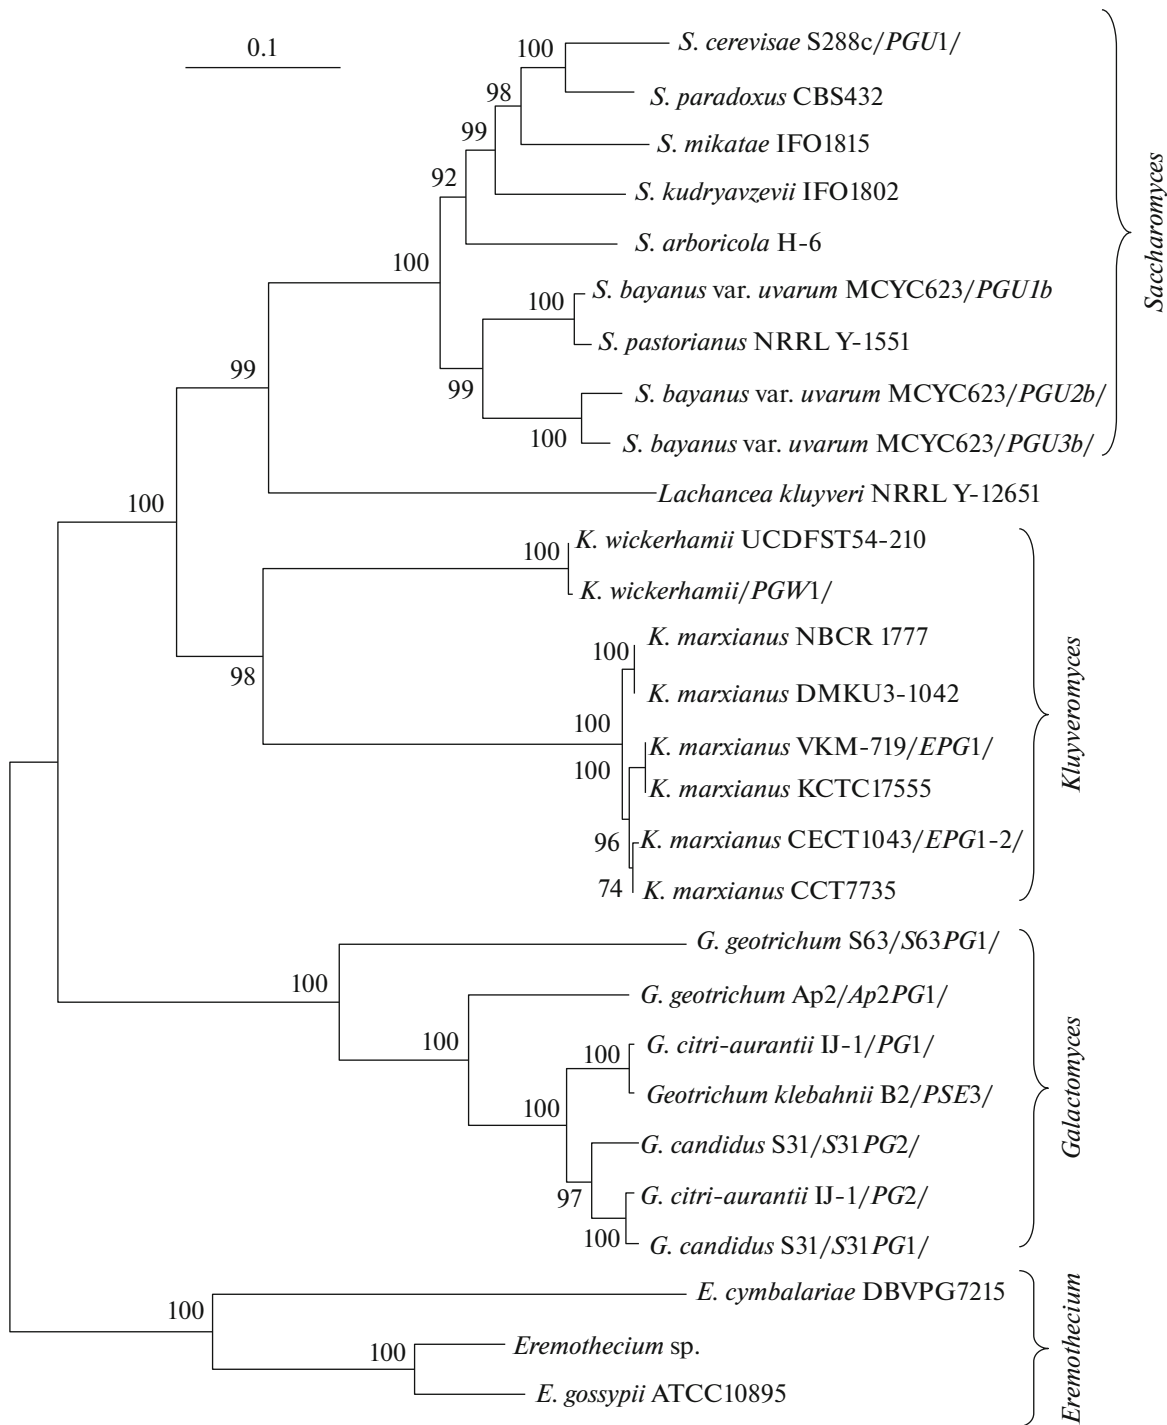 0.1
100
S. cerevisae S288c/PGU1/
98
S. paradoxus CBS432
99
S. mikatae IFO1815
92
S. kudryavzevii IFO1802
100
S. arboricola H-6
100
S. bayanus var. uvarum MCYC623/PGU1b
S. pastorianus NRRL Y-1551
99
99
S. bayanus var. uvarum MCYC623/PGU2b/
100
S. bayanus var. uvarum MCYC623/PGU3b/
Saccharomyces
100
Lachancea kluyveri NRRL Y-12651
100
K. wickerhamii UCDFST54-210
K. wickerhamii/PGW1/
98
100
K. marxianus NBCR 1777
K. marxianus DMKU3-1042
100
K. marxianus VKM-719/EPG1/
100
K. marxianus KCTC17555
96
K. marxianus CECT1043/EPG1-2/
74
K. marxianus CCT7735
Kluyveromyces
100
G. geotrichum S63/S63PG1/
G. geotrichum Ap2/Ap2PG1/
100
100
G. citri-aurantii IJ-1/PG1/
Geotrichum klebahnii B2/PSE3/
100
G. candidus S31/S31PG2/
97
G. citri-aurantii IJ-1/PG2/
100
G. candidus S31/S31PG1/
Galactomyces
100
E. cymbalariae DBVPG7215
100
Eremothecium sp.
E. gossypii ATCC10895
Eremothecium